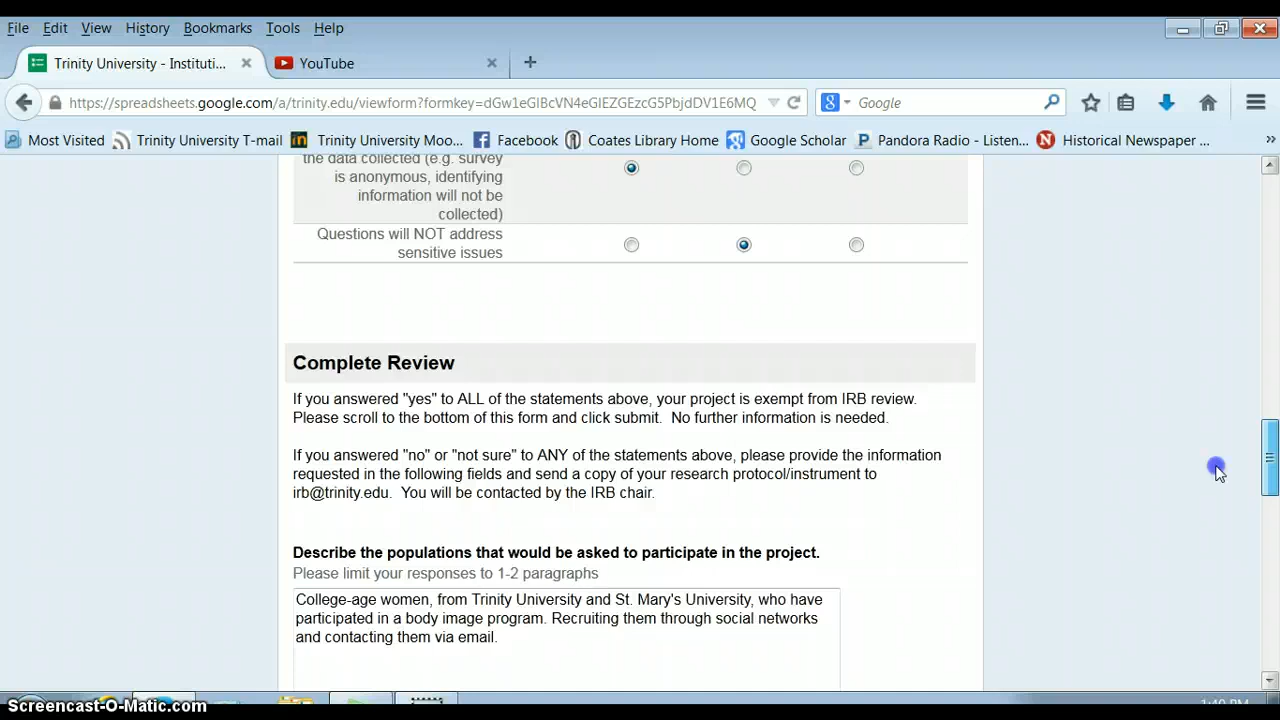 File Edit View History Bookmarks Tools Help
Trinity University - Instituti...
YouTube
https://spreadsheets.google.com/a/trinity.edu/viewform?formkey=dGw1eGlBSVN4eGlEZGEzcG5PbjdDV1E6MQ
Google
Most Visited Trinity University T-mail Trinity University Moo... Facebook Coates Library Home Google Scholar Pandora Radio - Listen... Historical Newspaper ...
the data collected (e.g. survey
is anonymous, identifying
information will not be
collected)
Questions will NOT address
sensitive issues
Complete Review
If you answered "yes" to ALL of the statements above, your project is exempt from IRB review.
Please scroll to the bottom of this form and click submit. No further information is needed.
If you answered "no" or "not sure" to ANY of the statements above, please provide the information
requested in the following fields and send a copy of your research protocol/instrument to
irb@trinity.edu. You will be contacted by the IRB chair.
Describe the populations that would be asked to participate in the project.
Please limit your responses to 1-2 paragraphs
College-age women, from Trinity University and St. Mary's University, who have
participated in a body image program. Recruiting them through social networks
and contacting them via email.
Screencast-O-Matic.com